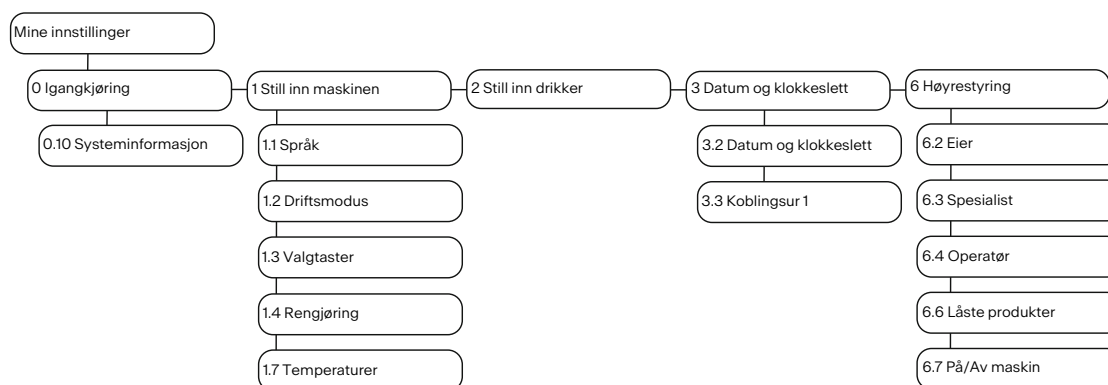 Mine innstillinger
0 Igangkjøring
0.10 Systeminformasjon
1 Still inn maskinen
1.1 Språk
1.2 Driftsmodus
1.3 Valgtaster
1.4 Rengjøring
1.7 Temperaturer
2 Still inn drikker
3 Datum og klokkeslett
3.2 Datum og klokkeslett
3.3 Koblingsur 1
6 Høyrestyring
6.2 Eier
6.3 Spesialist
6.4 Operatør
6.6 Låste produkter
6.7 På/Av maskin